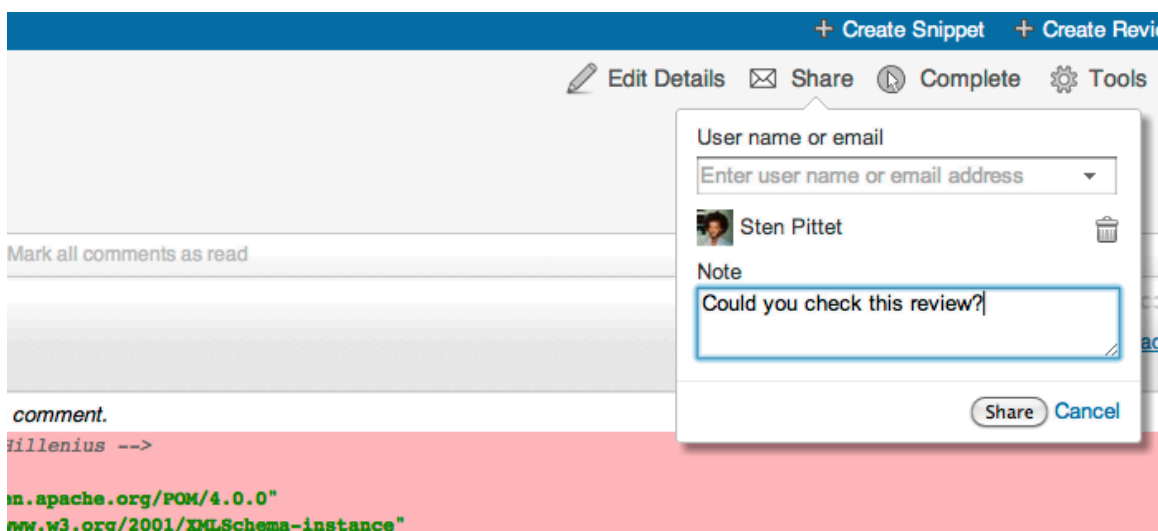 + Create Snippet + Create Revi
Edit Details Share Complete Tools
User name or email
Enter user name or email address
Sten Pittet
Mark all comments as read
Note
Could you check this review?
Share Cancel
comment.
Hillenius -->
en.apache.org/POM/4.0.0"
www.w3.org/2001/XMLSchema-instance"